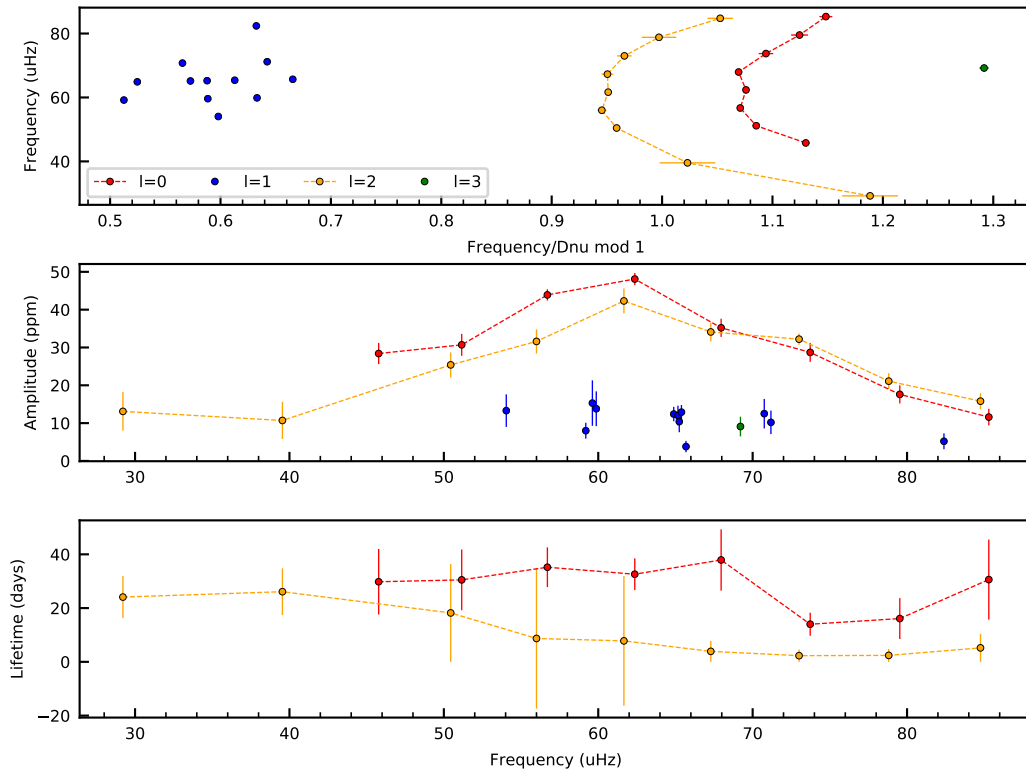 Frequency (uHz)
80
60
40
l=0 l=1 l=2 l=3
0.5 0.6 0.7 0.8 0.9 1.0 1.1 1.2 1.3
Frequency/Dnu mod 1
Amplitude (ppm)
50
40
30
20
10
0
30 40 50 60 70 80
Lifetime (days)
40
20
0
−20
30 40 50 60 70 80
Frequency (uHz)